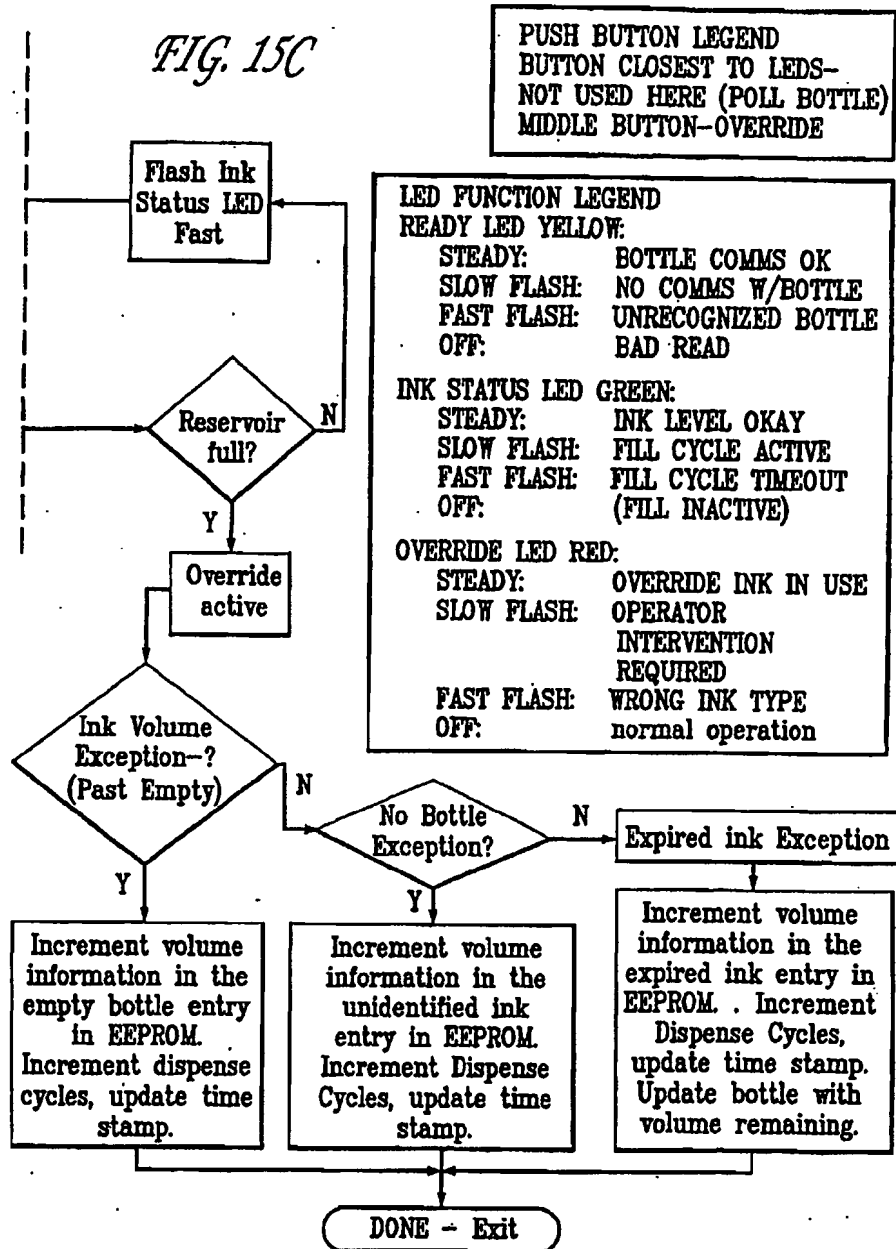 FIG. 15C
PUSH BUTTON LEGEND
BUTTON CLOSEST TO LEDS-
NOT USED HERE (POLL BOTTLE)
MIDDLE BUTTON-OVERRIDE
Flash Ink
Status LED
Fast
LED FUNCTION LEGEND
READY LED YELLOW:
STEADY: BOTTLE COMMS OK
SLOW FLASH: NO COMMS W/BOTTLE
FAST FLASH: UNRECOGNIZED BOTTLE
OFF: BAD READ
INK STATUS LED GREEN:
STEADY: INK LEVEL OKAY
SLOW FLASH: FILL CYCLE ACTIVE
FAST FLASH: FILL CYCLE TIMEOUT
OFF: (FILL INACTIVE)
OVERRIDE LED RED:
STEADY: OVERRIDE INK IN USE
SLOW FLASH: OPERATOR
INTERVENTION
REQUIRED
FAST FLASH: WRONG INK TYPE
OFF: normal operation
Reservoir
full?
N
Y
Override
active
Ink Volume
Exception-?
(Past Empty)
N
Y
No Bottle
Exception?
N
Y
Expired ink Exception
Increment volume
information in the
empty bottle entry
in EEPROM.
Increment dispense
cycles, update time
stamp.
Increment volume
information in the
unidentified ink
entry in EEPROM.
Increment Dispense
Cycles, update time
stamp.
Increment volume
information in the
expired ink entry in
EEPROM. . Increment
Dispense Cycles,
update time stamp.
Update bottle with
volume remaining.
DONE - Exit